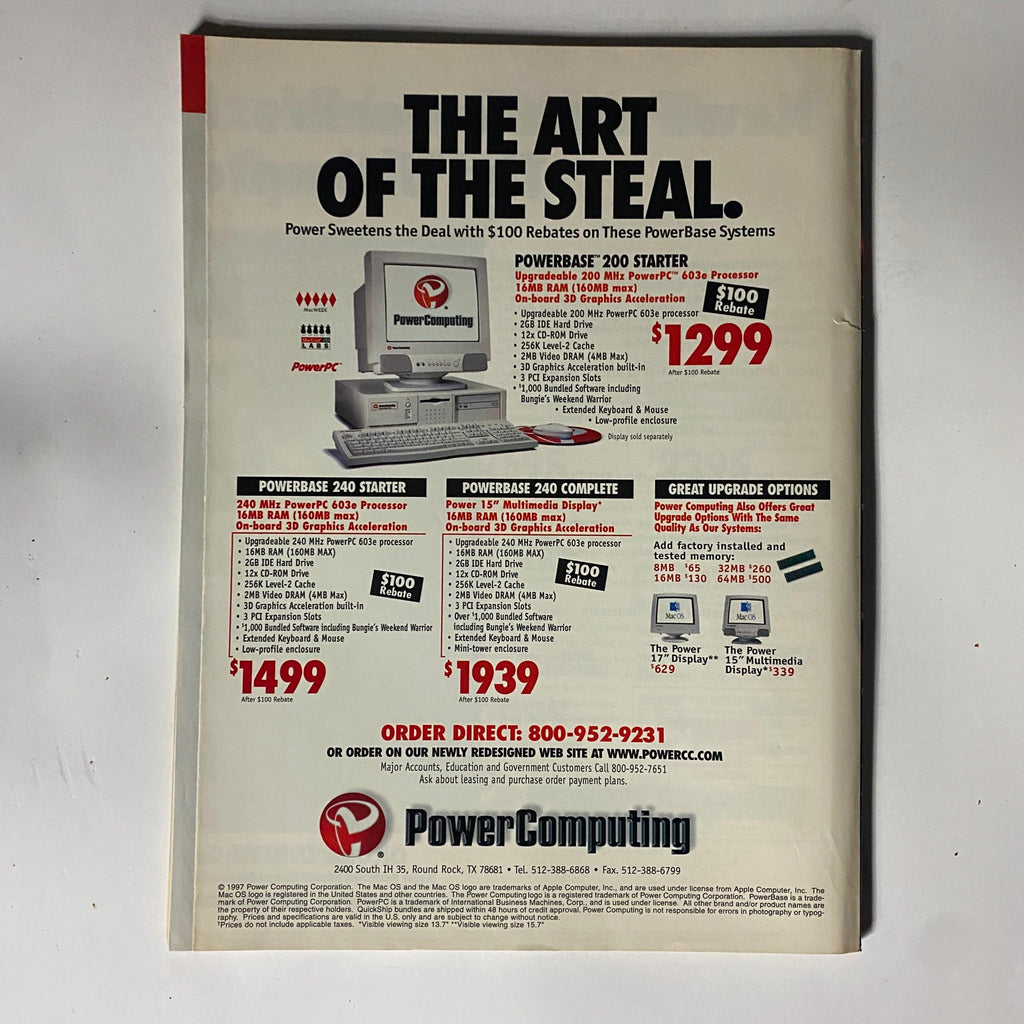 THE ART
OF THE STEAL.
Power Sweetens the Deal with $100 Rebates on These PowerBase Systems
MacWEEK
LABS
PowerPC™
PowerComputing
POWERBASE™ 200 STARTER
Upgradeable 200 MHz PowerPC™ 603e Processor
16MB RAM (160MB max)
On-board 3D Graphics Acceleration
$100
Rebate
• Upgradeable 200 MHz PowerPC 603e processor
• 2GB IDE Hard Drive
• 12x CD-ROM Drive
• 256K Level-2 Cache
• 2MB Video DRAM (4MB Max)
• 3D Graphics Acceleration built-in
• 3 PCI Expansion Slots
• $1,000 Bundled Software including
Bungie's Weekend Warrior
• Extended Keyboard & Mouse
• Low-profile enclosure
$1299
After $100 Rebate
Display sold separately
POWERBASE 240 STARTER
240 MHz PowerPC 603e Processor
16MB RAM (160MB max)
On-board 3D Graphics Acceleration
• Upgradeable 240 MHz PowerPC 603e processor
• 16MB RAM (160MB MAX)
• 2GB IDE Hard Drive
• 12x CD-ROM Drive
• 256K Level-2 Cache
• 2MB Video DRAM (4MB Max)
• 3D Graphics Acceleration built-in
• 3 PCI Expansion Slots
• $1,000 Bundled Software including Bungie's Weekend Warrior
• Extended Keyboard & Mouse
• Low-profile enclosure
$100
Rebate
$1499
After $100 Rebate
POWERBASE 240 COMPLETE
Power 15" Multimedia Display*
16MB RAM (160MB max)
On-board 3D Graphics Acceleration
• Upgradeable 240 MHz PowerPC 603e processor
• 16MB RAM (160MB MAX)
• 2GB IDE Hard Drive
• 12x CD-ROM Drive
• 256K Level-2 Cache
• 2MB Video DRAM (4MB Max)
• 3 PCI Expansion Slots
• Over $1,000 Bundled Software
including Bungie's Weekend Warrior
• Extended Keyboard & Mouse
• Mini-tower enclosure
$100
Rebate
$1939
After $100 Rebate
GREAT UPGRADE OPTIONS
Power Computing Also Offers Great
Upgrade Options With The Same
Quality As Our Systems:
Add factory installed and
tested memory:
8MB $65 32MB $260
16MB $130 64MB $500
Mac OS
Mac OS
The Power
17" Display**
$629
The Power
15" Multimedia
Display* $339
ORDER DIRECT: 800-952-9231
OR ORDER ON OUR NEWLY REDESIGNED WEB SITE AT WWW.POWERCC.COM
Major Accounts, Education and Government Customers Call 800-952-7651
Ask about leasing and purchase order payment plans.
PowerComputing
2400 South IH 35, Round Rock, TX 78681 • Tel. 512-388-6868 • Fax. 512-388-6799
© 1997 Power Computing Corporation. The Mac OS and the Mac OS logo are trademarks of Apple Computer, Inc., and are used under license from Apple Computer, Inc. The
Mac OS logo is registered in the United States and other countries. The Power Computing logo is a registered trademark of Power Computing Corporation. PowerBase is a trade-
mark of Power Computing Corporation. PowerPC is a trademark of International Business Machines, Corp., and is used under license. All other brand and/or product names are
the property of their respective holders. QuickShip bundles are shipped within 48 hours of credit approval. Power Computing is not responsible for errors in photography or typog-
raphy. Prices and specifications are valid in the U.S. only and are subject to change without notice.
†Prices do not include applicable taxes. *Visible viewing size 13.7" **Visible viewing size 15.7"